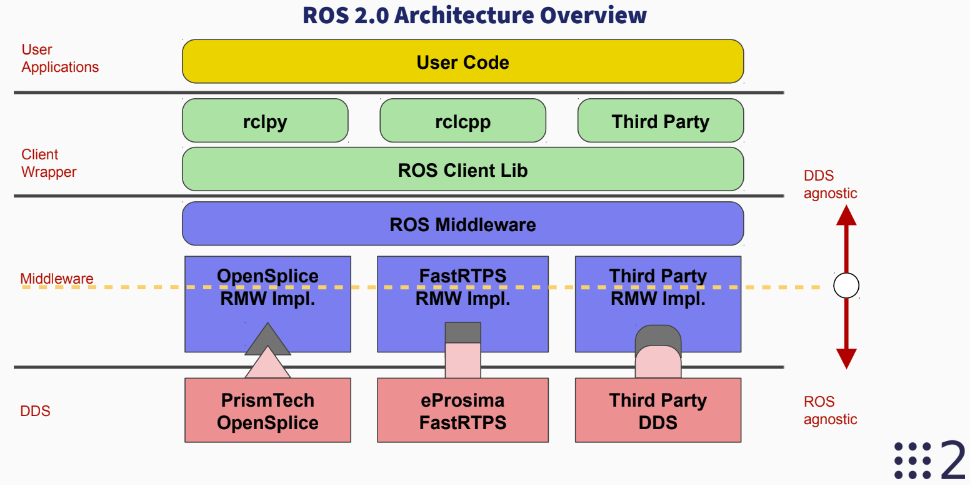 ROS 2.0 Architecture Overview
User
Applications
User Code
rclpy
rclcpp
Third Party
Client
Wrapper
ROS Client Lib
DDS
agnostic
ROS Middleware
Middleware
OpenSplice
RMW Impl.
FastRTPS
RMW Impl.
Third Party
RMW Impl.
DDS
PrismTech
OpenSplice
eProsima
FastRTPS
Third Party
DDS
ROS
agnostic
2